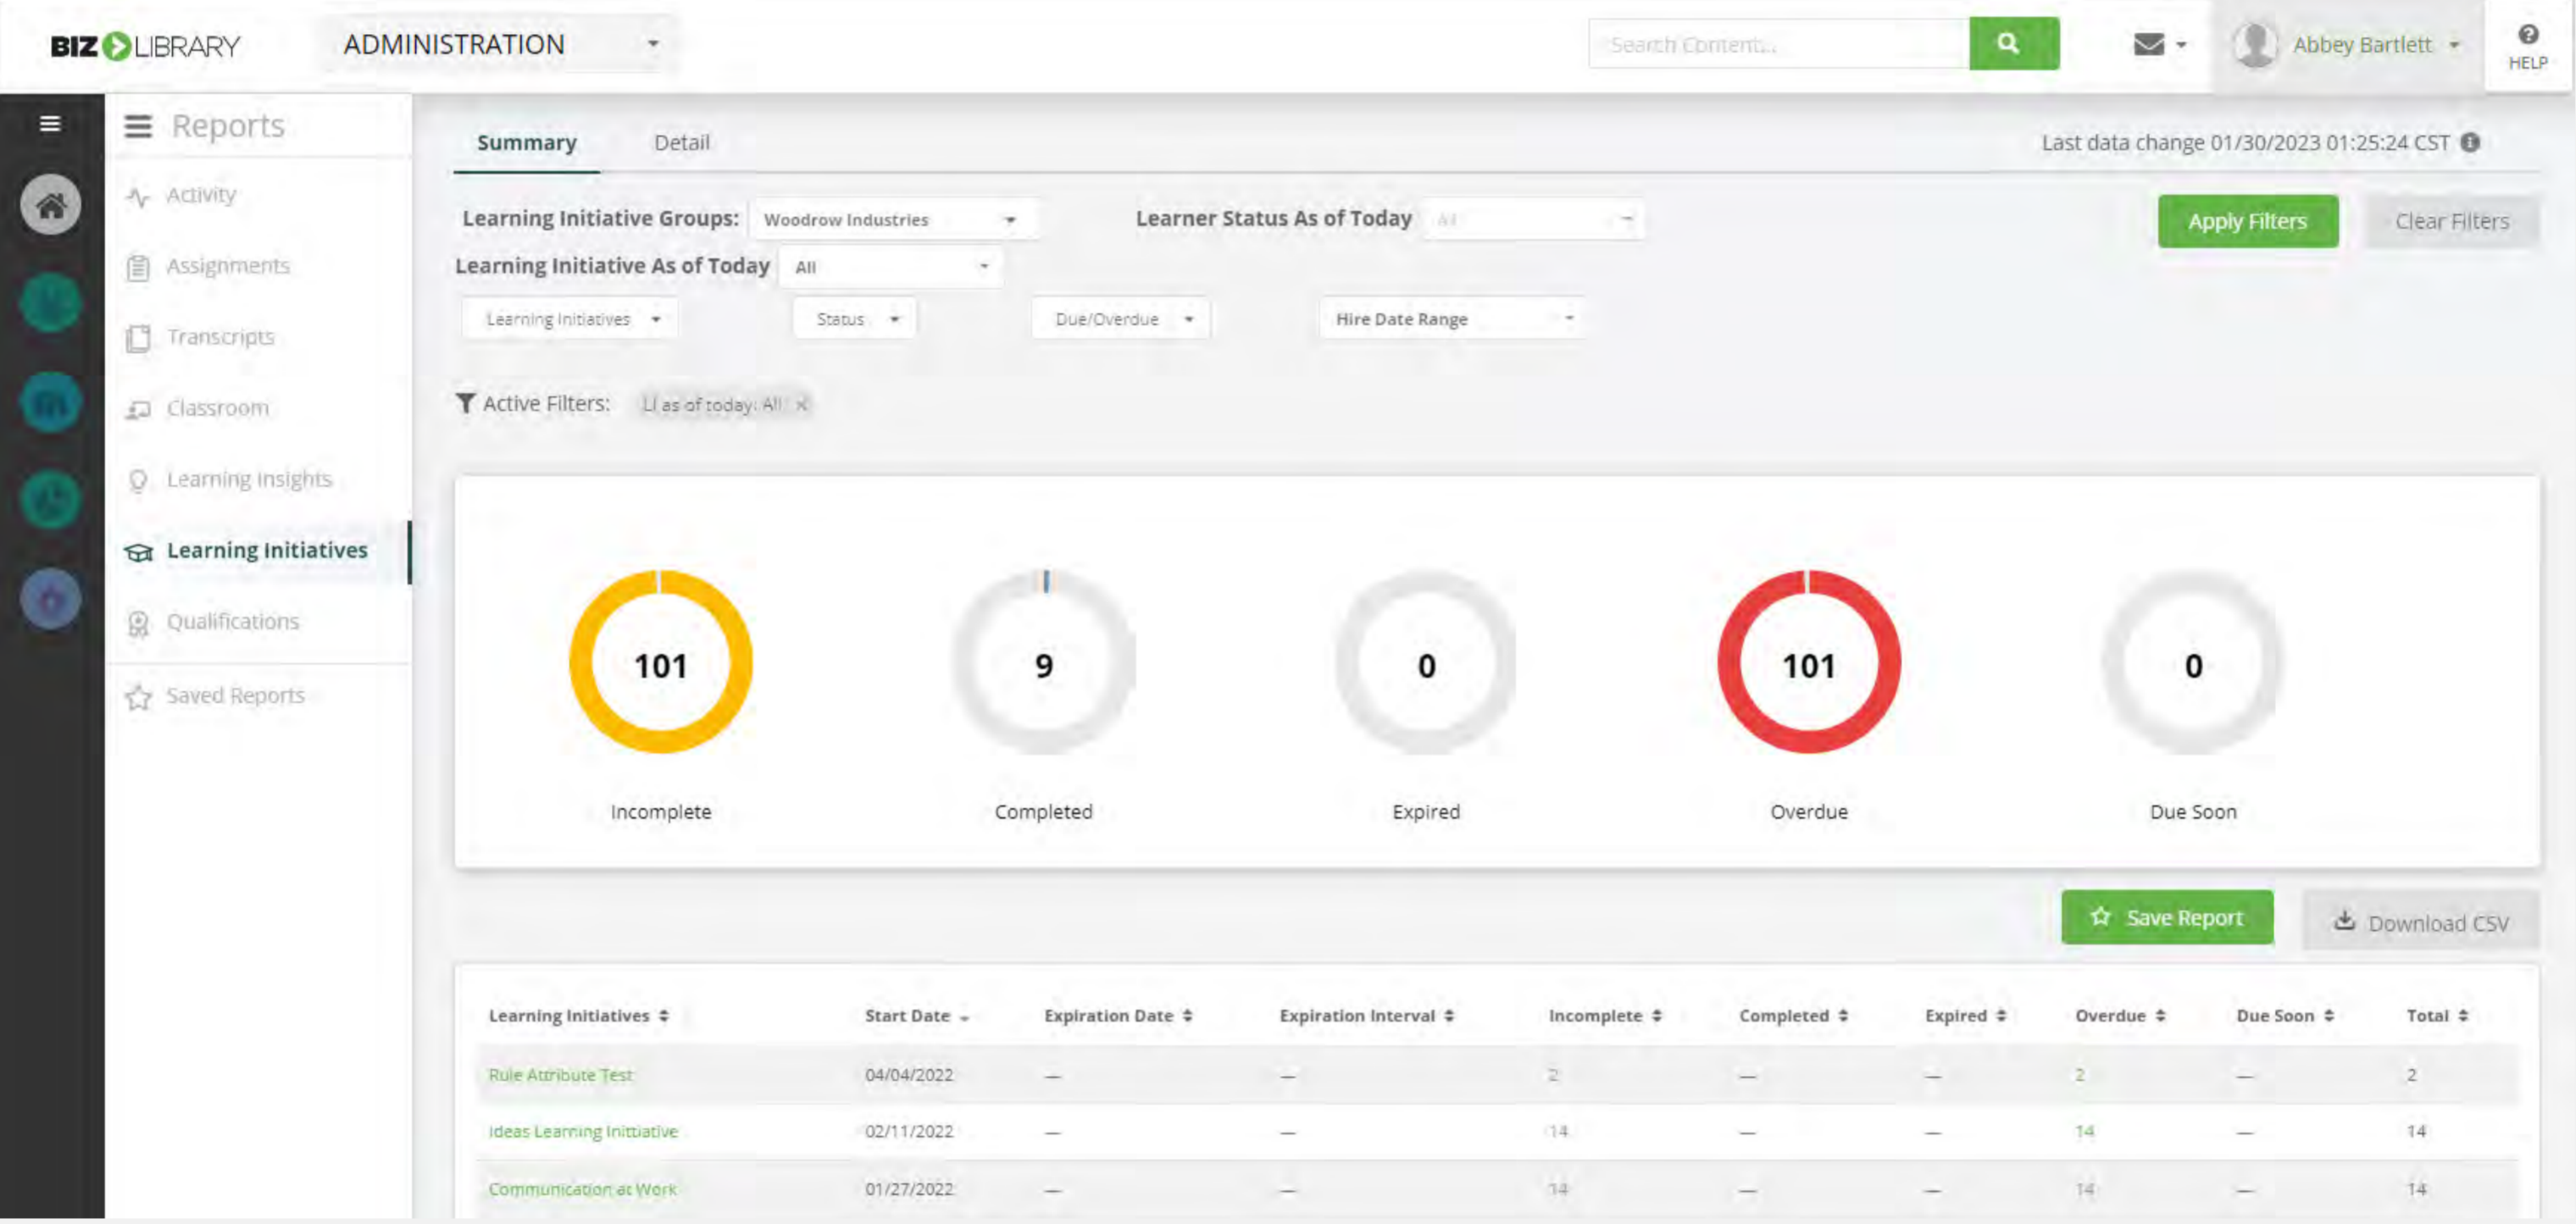 BIZ LIBRARY ADMINISTRATION Search Content... Abbey Bartlett HELP
Reports
Activity
Assignments
Transcripts
Classroom
Learning Insights
Learning Initiatives
Qualifications
Saved Reports
Summary Detail Last data change 01/30/2023 01:25:24 CST
Learning Initiative Groups: Woodrow Industries Learner Status As of Today All Apply Filters Clear Filters
Learning Initiative As of Today All
Learning Initiatives Status Due/Overdue Hire Date Range
Active Filters: LI as of today: All ×
101 9 0 101 0
Incomplete Completed Expired Overdue Due Soon
Save Report Download CSV
Learning Initiatives Start Date Expiration Date Expiration Interval Incomplete Completed Expired Overdue Due Soon Total
Rule Attribute Test 04/04/2022 — — 2 — — 2 — 2
Ideas Learning Inittiative 02/11/2022 — — 14 — — 14 — 14
Communication at Work 01/27/2022 — — 14 — — 14 — 14